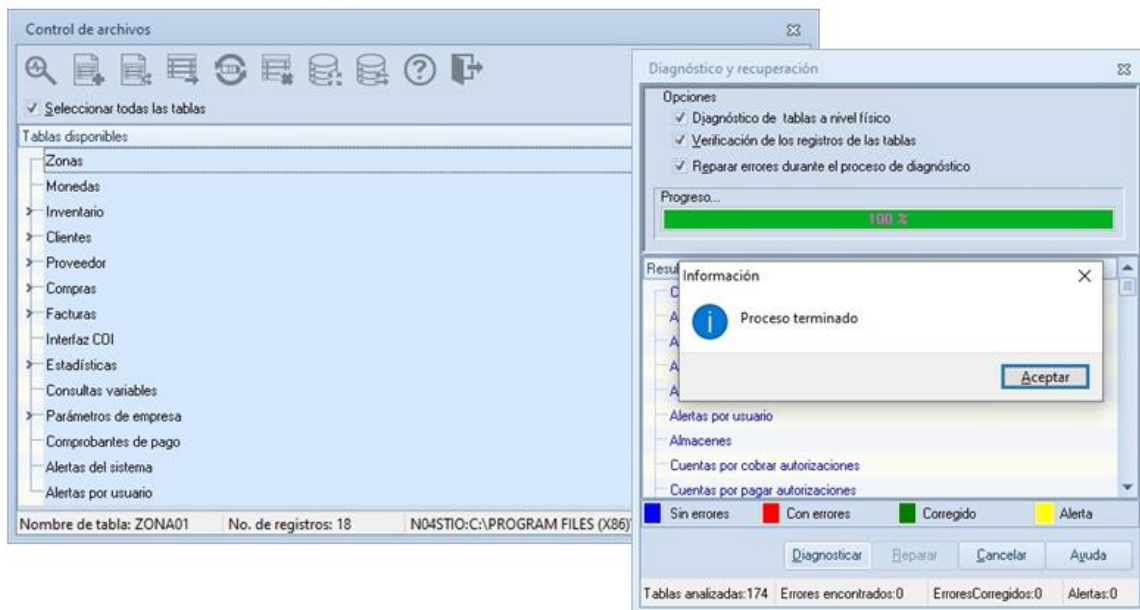 Control de archivos
Seleccionar todas las tablas
Tablas disponibles
Zonas
Monedas
Inventario
Clientes
Proveedor
Compras
Facturas
Interfaz COI
Estadísticas
Consultas variables
Parámetros de empresa
Comprobantes de pago
Alertas del sistema
Alertas por usuario
Nombre de tabla: ZONA01 No. de registros: 18 N04STIO:C:\PROGRAM FILES (X86)
Diagnóstico y recuperación
Opciones
Diagnóstico de tablas a nivel físico
Verificación de los registros de las tablas
Reparar errores durante el proceso de diagnóstico
Progreso...
100 %
Resul
Información
Proceso terminado
Aceptar
C
A
A
A
A
Alertas por usuario
Almacenes
Cuentas por cobrar autorizaciones
Cuentas por pagar autorizaciones
Sin errores Con errores Corregido Alerta
Diagnosticar Reparar Cancelar Ayuda
Tablas analizadas:174 Errores encontrados:0 ErroresCorregidos:0 Alertas:0